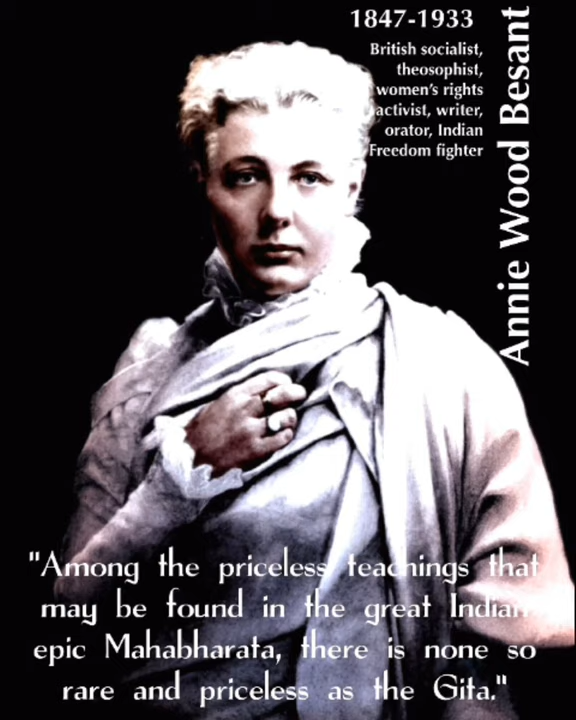 1847-1933
British socialist,
theosophist,
women's rights
activist, writer,
orator, Indian
Freedom fighter
Annie Wood Besant
"Among the priceless teachings that
may be found in the great Indian
epic Mahabharata, there is none so
rare and priceless as the Gita."